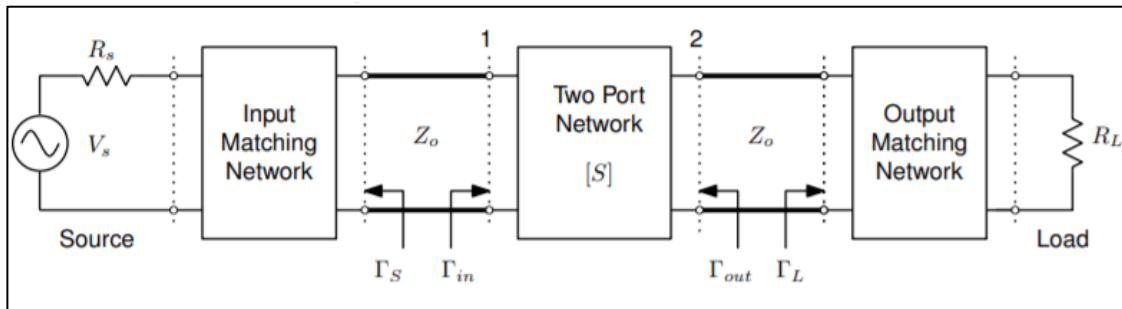 R_s
V_s
Source
Input
Matching
Network
Z_o
Γ_S
Γ_in
1
Two Port
Network
[S]
2
Z_o
Γ_out
Γ_L
Output
Matching
Network
R_L
Load